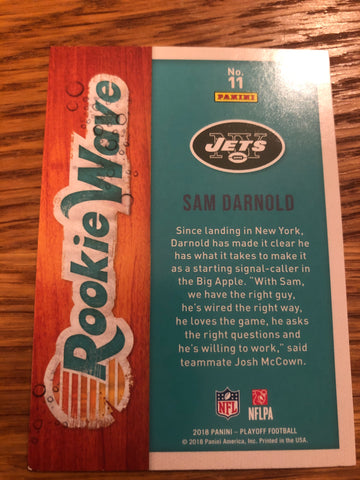 Rookie Wave
No.
11
PANINI
NY
JETS
SAM DARNOLD
Since landing in New York,
Darnold has made it clear he
has what it takes to make it
as a starting signal-caller in
the Big Apple. "With Sam,
we have the right guy,
he's wired the right way,
he loves the game, he asks
the right questions and
he's willing to work," said
teammate Josh McCown.
NFL
NFLPA
2018 PANINI – PLAYOFF FOOTBALL
© 2018 Panini America, Inc. Printed in the USA.